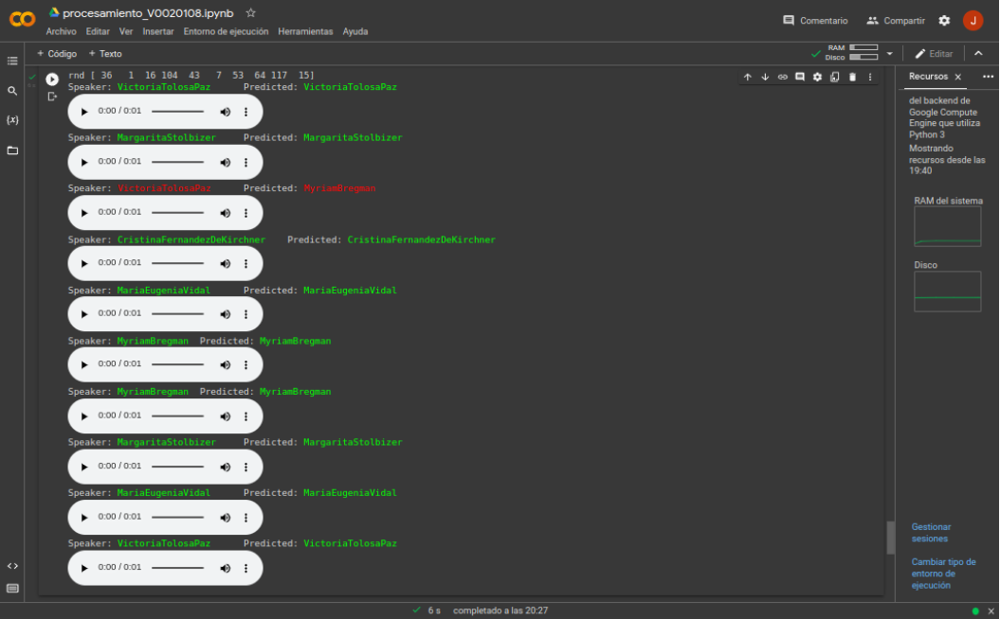 procesamiento_V0020108.ipynb
Comentario
Compartir
J
Archivo Editar Ver Insertar Entorno de ejecución Herramientas Ayuda
+ Código + Texto
RAM
Disco
Editar
rnd [ 36 1 16 104 43 7 53 64 117 15]
Speaker: VictoriaTolosaPaz Predicted: VictoriaTolosaPaz
0:00 / 0:01
Speaker: MargaritaStolbizer Predicted: MargaritaStolbizer
0:00 / 0:01
Speaker: VictoriaTolosaPaz Predicted: MyriamBregman
0:00 / 0:01
Speaker: CristinaFernandezDeKirchner Predicted: CristinaFernandezDeKirchner
0:00 / 0:01
Speaker: MariaEugeniaVidal Predicted: MariaEugeniaVidal
0:00 / 0:01
Speaker: MyriamBregman Predicted: MyriamBregman
0:00 / 0:01
Speaker: MyriamBregman Predicted: MyriamBregman
0:00 / 0:01
Speaker: MargaritaStolbizer Predicted: MargaritaStolbizer
0:00 / 0:01
Speaker: MariaEugeniaVidal Predicted: MariaEugeniaVidal
0:00 / 0:01
Speaker: VictoriaTolosaPaz Predicted: VictoriaTolosaPaz
0:00 / 0:01
Recursos
del backend de
Google Compute
Engine que utiliza
Python 3
Mostrando
recursos desde las
19:40
RAM del sistema
Disco
Gestionar
sesiones
Cambiar tipo de
entorno de
ejecución
6 s completado a las 20:27